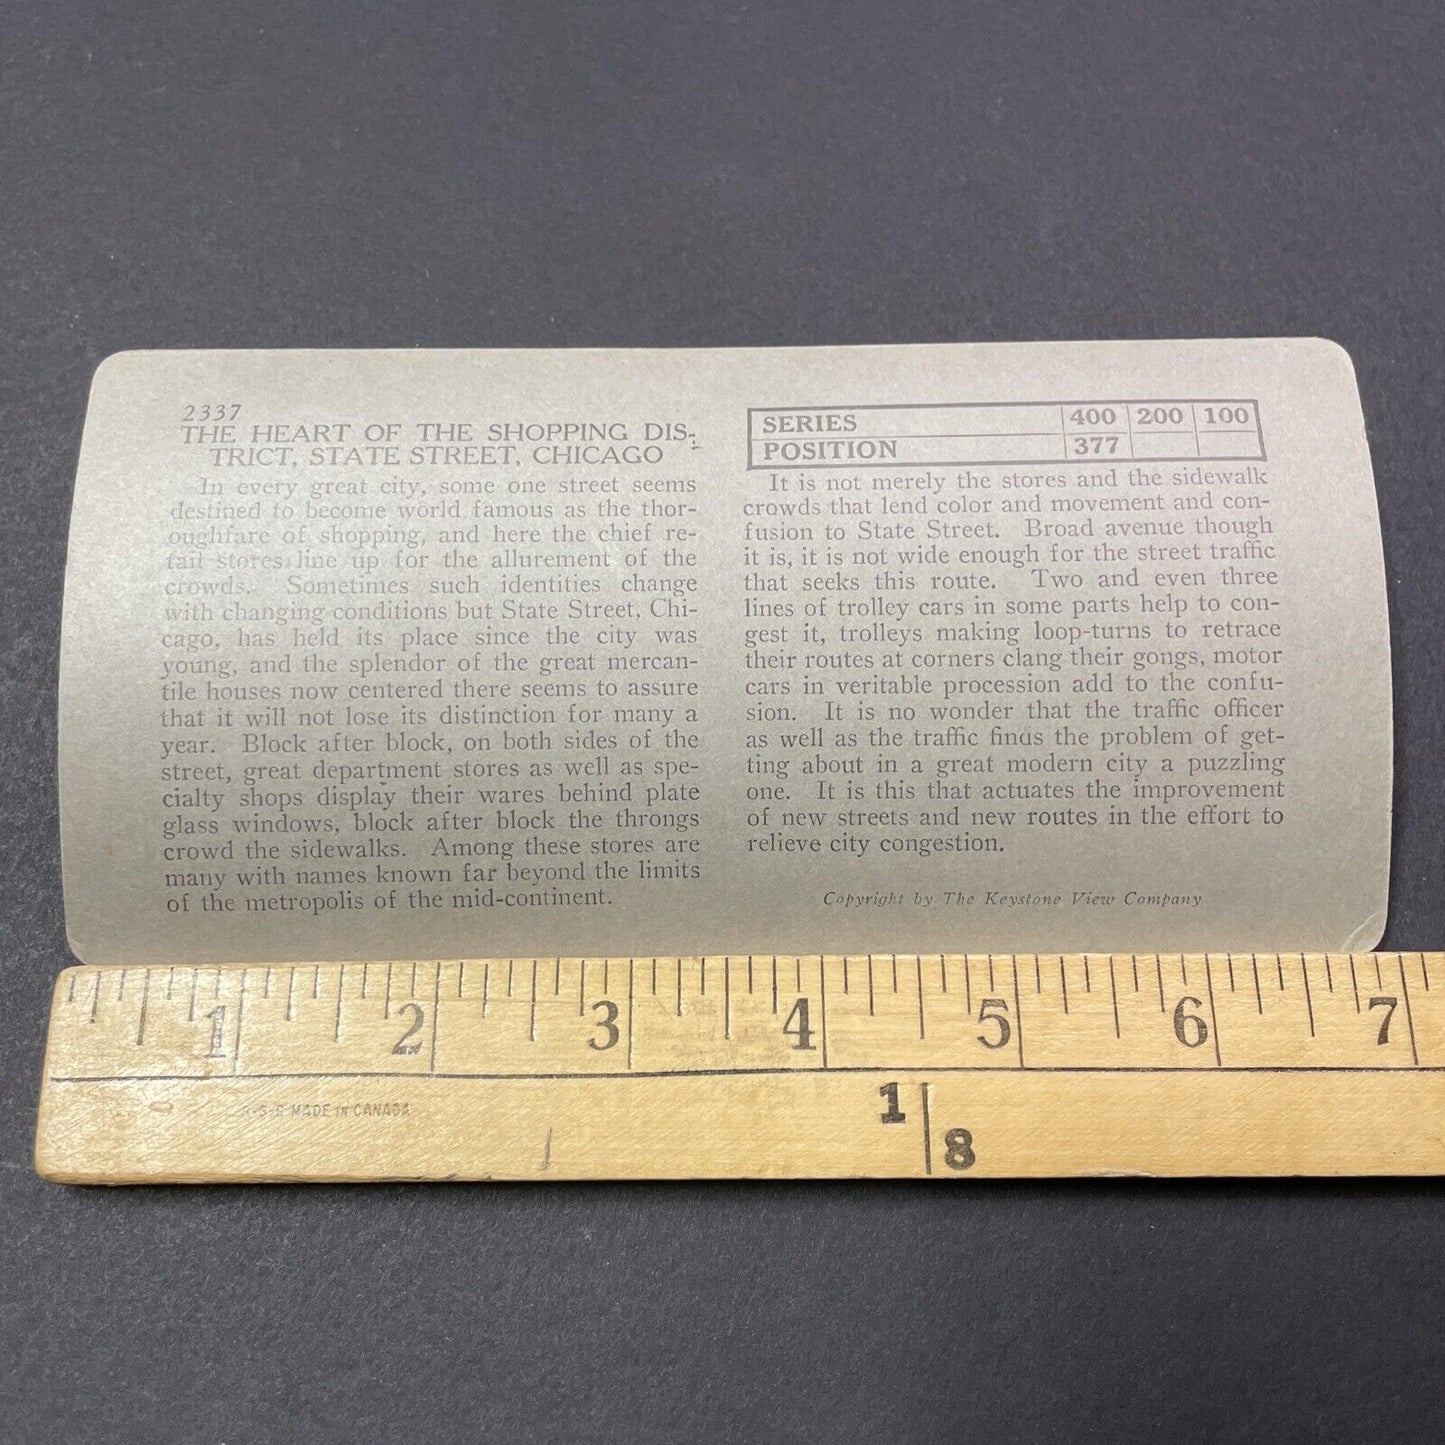 2337
THE HEART OF THE SHOPPING DIS-
TRICT, STATE STREET, CHICAGO
In every great city, some one street seems
destined to become world famous as the thor-
oughfare of shopping, and here the chief re-
tail stores line up for the allurement of the
crowds. Sometimes such identities change
with changing conditions but State Street, Chi-
cago, has held its place since the city was
young, and the splendor of the great mercan-
tile houses now centered there seems to assure
that it will not lose its distinction for many a
year. Block after block, on both sides of the
street, great department stores as well as spe-
cialty shops display their wares behind plate
glass windows, block after block the throngs
crowd the sidewalks. Among these stores are
many with names known far beyond the limits
of the metropolis of the mid-continent.
SERIES 400 200 100
POSITION 377
It is not merely the stores and the sidewalk
crowds that lend color and movement and con-
fusion to State Street. Broad avenue though
it is, it is not wide enough for the street traffic
that seeks this route. Two and even three
lines of trolley cars in some parts help to con-
gest it, trolleys making loop-turns to retrace
their routes at corners clang their gongs, motor
cars in veritable procession add to the confu-
sion. It is no wonder that the traffic officer
as well as the traffic finds the problem of get-
ting about in a great modern city a puzzling
one. It is this that actuates the improvement
of new streets and new routes in the effort to
relieve city congestion.
Copyright by The Keystone View Company
1 2 3 4 5 6 7
MADE IN CANADA
1
8